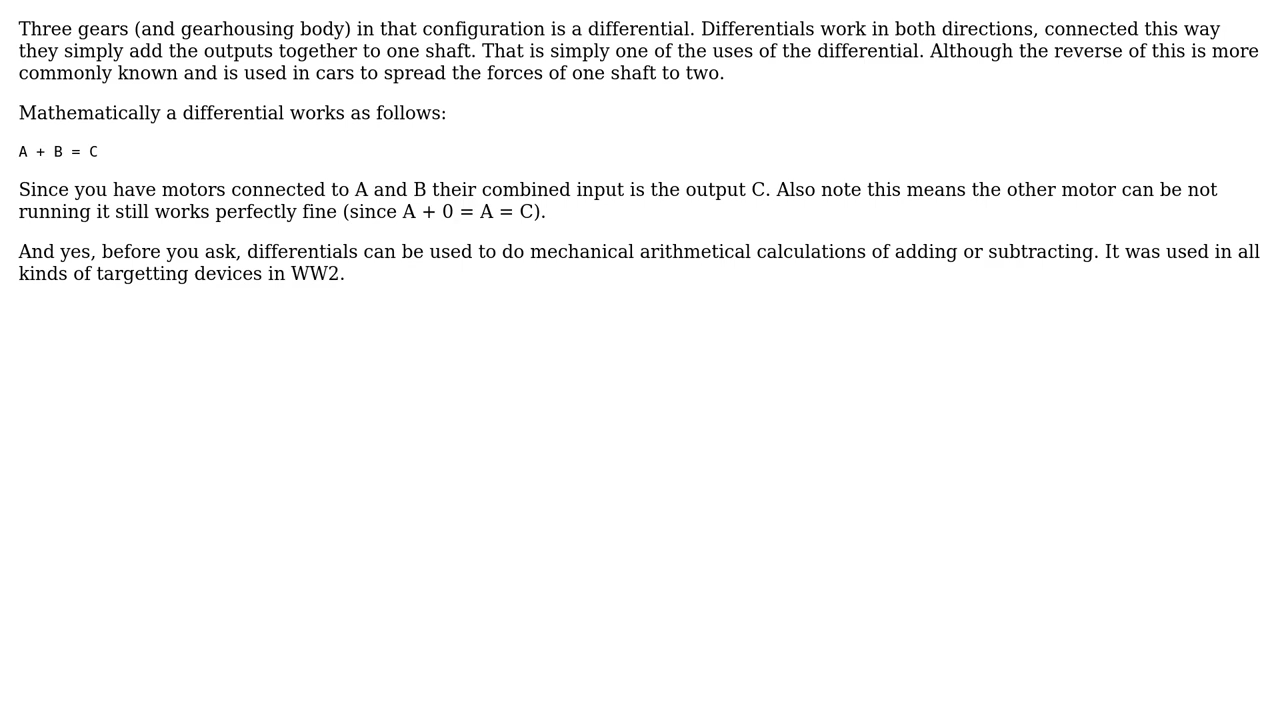 Three gears (and gearhousing body) in that configuration is a differential. Differentials work in both directions, connected this way
they simply add the outputs together to one shaft. That is simply one of the uses of the differential. Although the reverse of this is more
commonly known and is used in cars to spread the forces of one shaft to two.
Mathematically a differential works as follows:
A + B = C
Since you have motors connected to A and B their combined input is the output C. Also note this means the other motor can be not
running it still works perfectly fine (since A + 0 = A = C).
And yes, before you ask, differentials can be used to do mechanical arithmetical calculations of adding or subtracting. It was used in all
kinds of targetting devices in WW2.